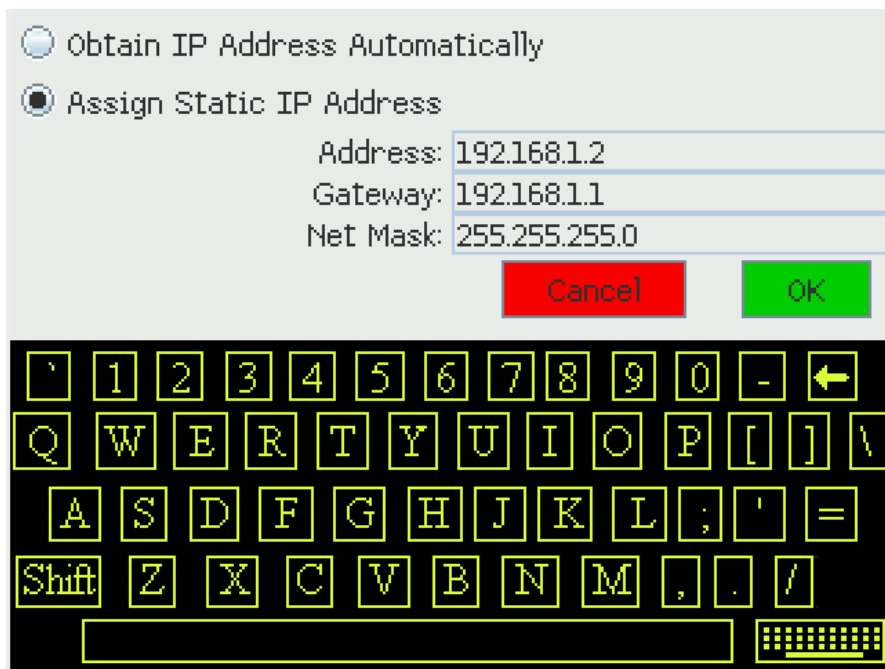 Obtain IP Address Automatically
Assign Static IP Address
Address: 192.168.1.2
Gateway: 192.168.1.1
Net Mask: 255.255.255.0
Cancel OK
` 1 2 3 4 5 6 7 8 9 0 - ←
Q W E R T Y U I O P [ ] \
A S D F G H J K L ; ' =
Shift Z X C V B N M , . /